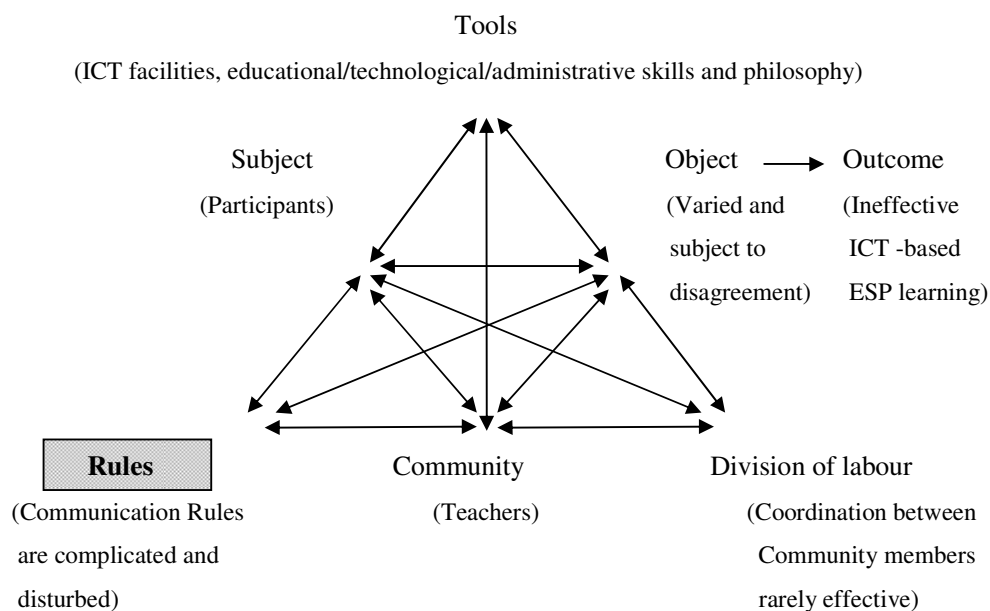 Tools
(ICT facilities, educational/technological/administrative skills and philosophy)
Subject
(Participants)
Object
(Varied and
subject to
disagreement)
Outcome
(Ineffective
ICT -based
ESP learning)
Rules
(Communication Rules
are complicated and
disturbed)
Community
(Teachers)
Division of labour
(Coordination between
Community members
rarely effective)